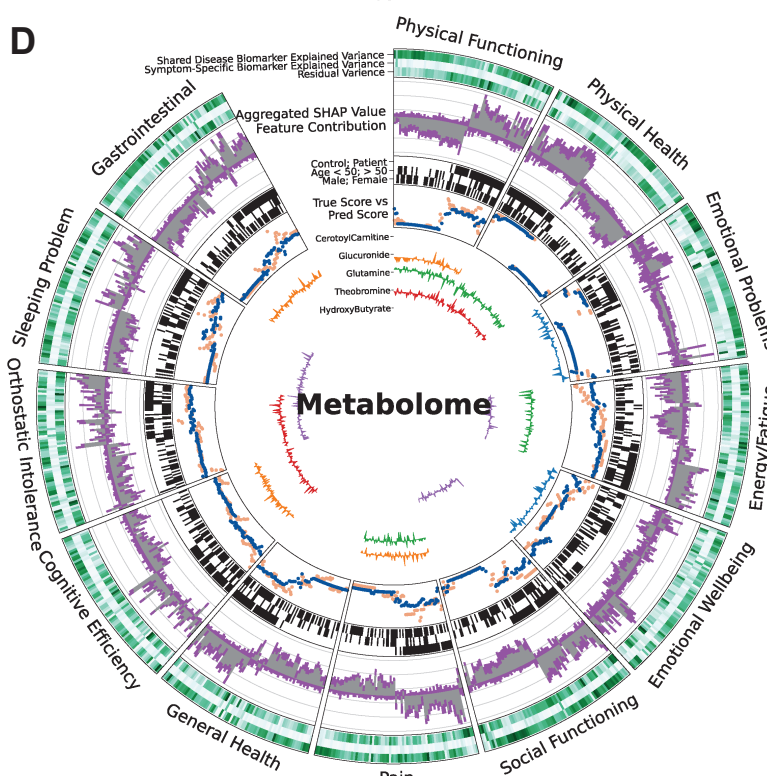 D
Physical Functioning
Shared Disease Biomarker Explained Variance
Symptom-Specific Biomarker Explained Variance
Residual Varience
Physical Health
Gastrointestinal
Aggregated SHAP Value
Feature Contribution
Control; Patient
Age < 50; > 50
Male; Female
True Score vs
Pred Score
Emotional Problems
Sleeping Problem
CerotoylCarnitine
Glucuronide
Glutamine
Theobromine
HydroxyButyrate
Metabolome
Orthostatic Intolerance
Energy/Fatigue
Cognitive Efficiency
Emotional Wellbeing
General Health
Social Functioning
Pain